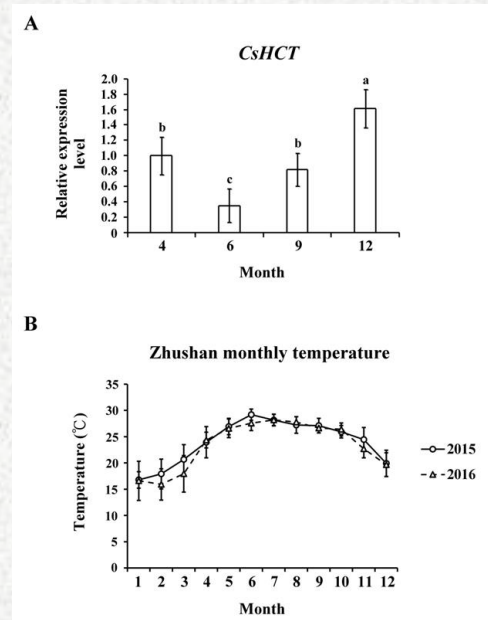 A
CsHCT
Relative expression
level
2.0
1.8
1.6
1.4
1.2
1.0
0.8
0.6
0.4
0.2
0
b
c
b
a
4 6 9 12
Month
B
Zhushan monthly temperature
Temperature (℃)
35
30
25
20
15
10
5
0
1 2 3 4 5 6 7 8 9 10 11 12
Month
2015
2016